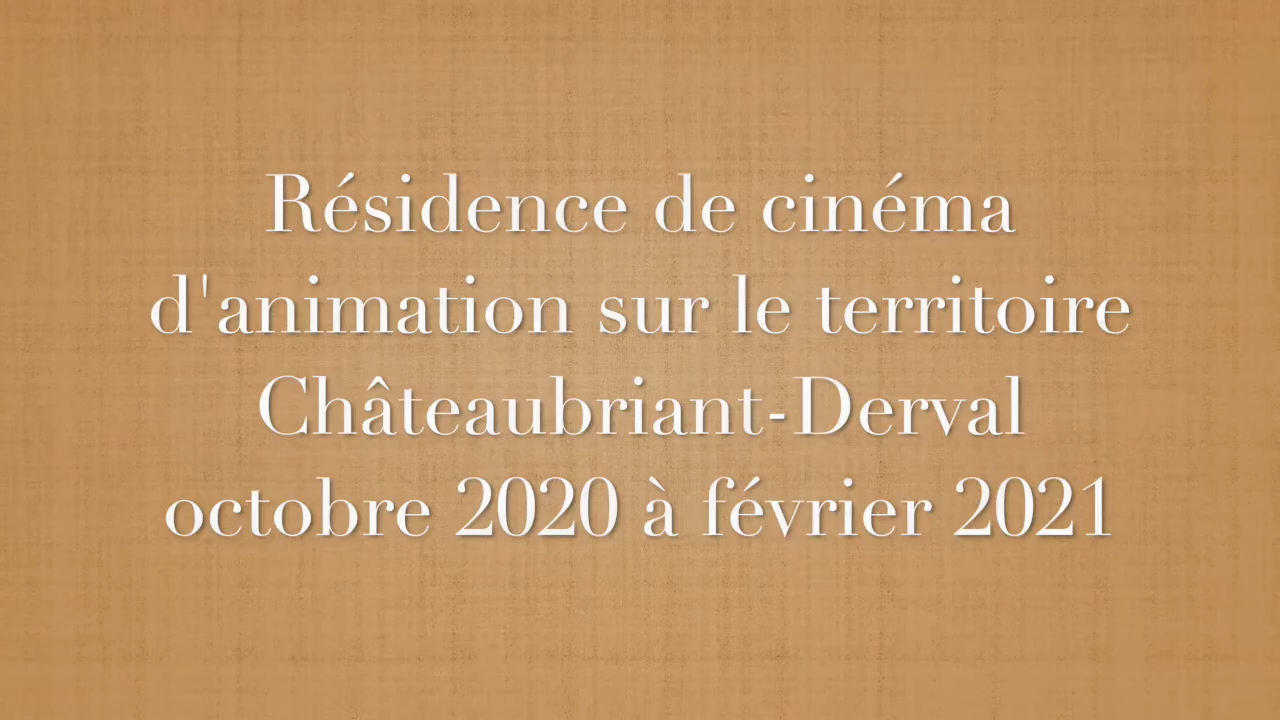 Résidence de cinéma
d'animation sur le territoire
Châteaubriant-Derval
octobre 2020 à février 2021